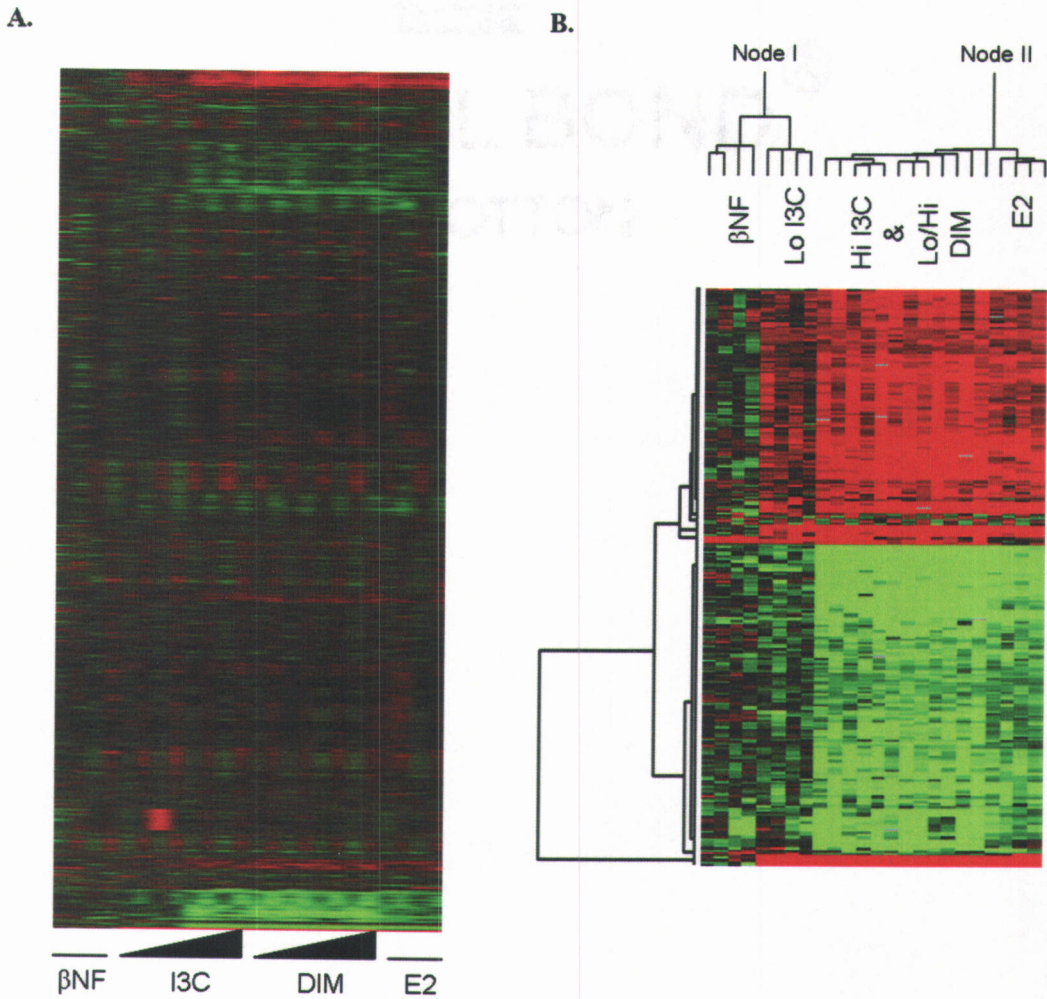 A.
B.
Node I
Node II
βNF
Lo I3C
Hi I3C
&
Lo/Hi
DIM
E2
βNF
I3C
DIM
E2